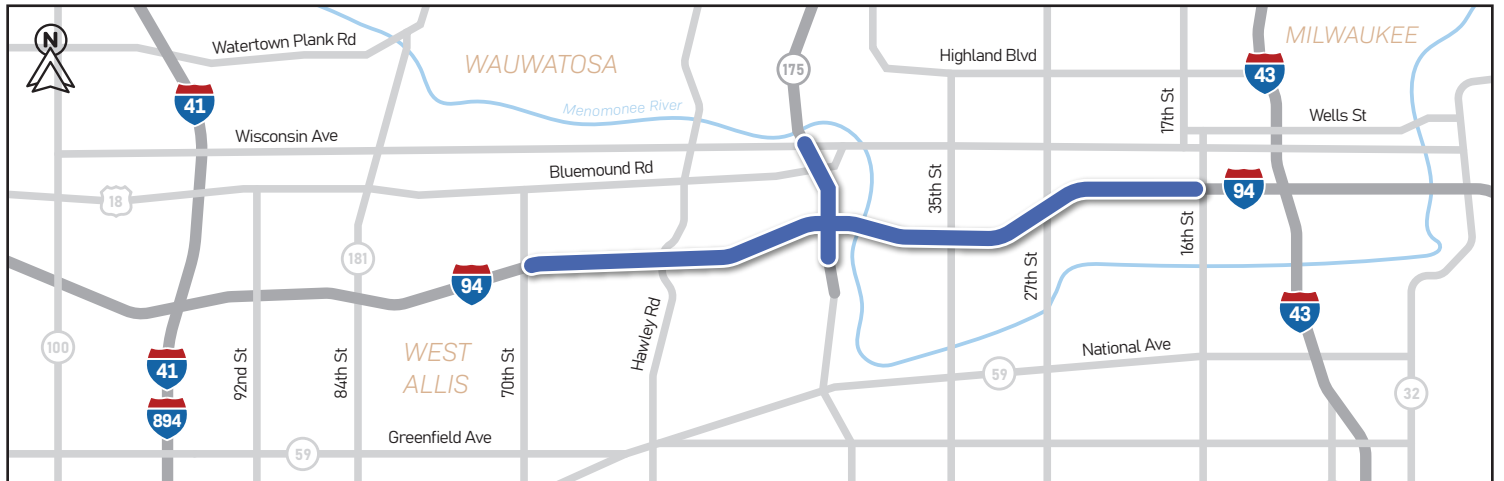 N
Watertown Plank Rd
WAUWATOSA
175
Highland Blvd
MILWAUKEE
43
41
Menomonee River
17th St
Wells St
Wisconsin Ave
Bluemound Rd
18
35th St
94
16th St
181
94
27th St
100
41
92nd St
84th St
WEST
ALLIS
70th St
Hawley Rd
43
National Ave
59
32
894
Greenfield Ave
59